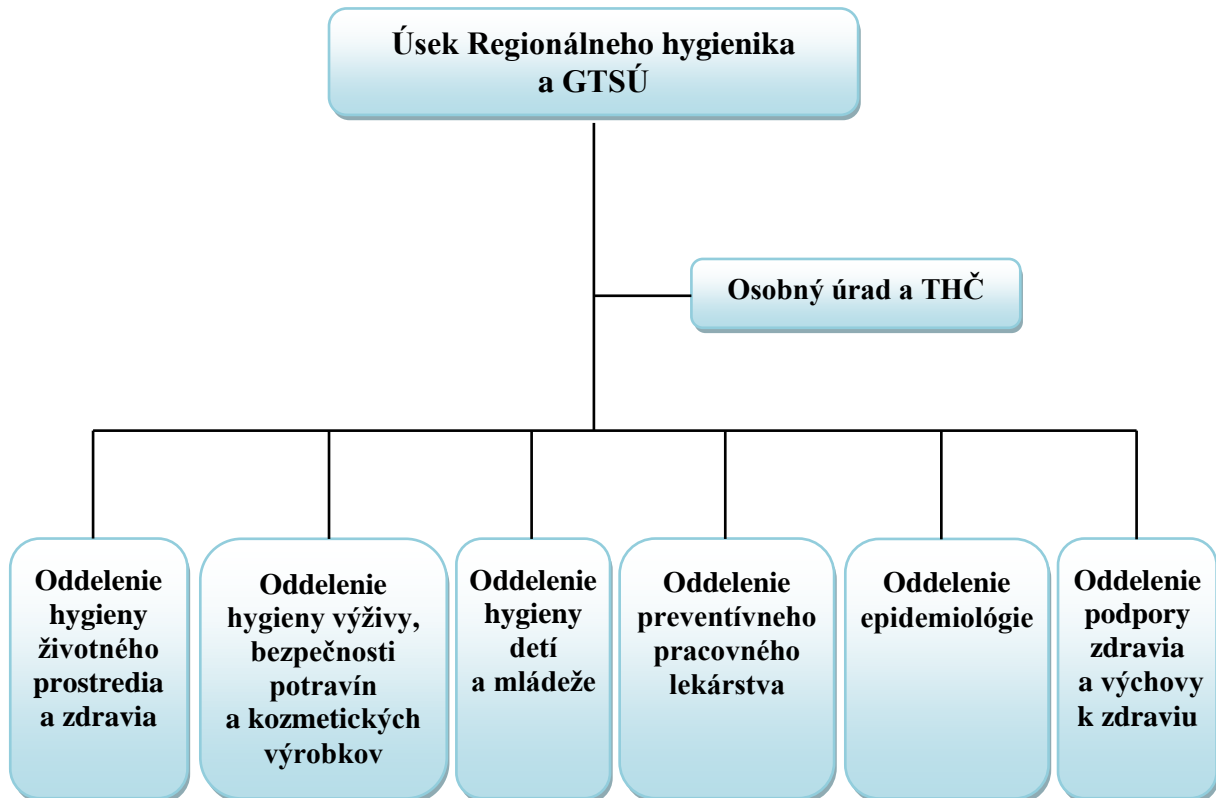 Úsek Regionálneho hygienika
a GTSÚ
Osobný úrad a THČ
Oddelenie
hygieny
životného
prostredia
a zdravia
Oddelenie
hygieny výživy,
bezpečnosti
potravín
a kozmetických
výrobkov
Oddelenie
hygieny
detí
a mládeže
Oddelenie
preventívneho
pracovného
lekárstva
Oddelenie
epidemiológie
Oddelenie
podpory
zdravia
a výchovy
k zdraviu